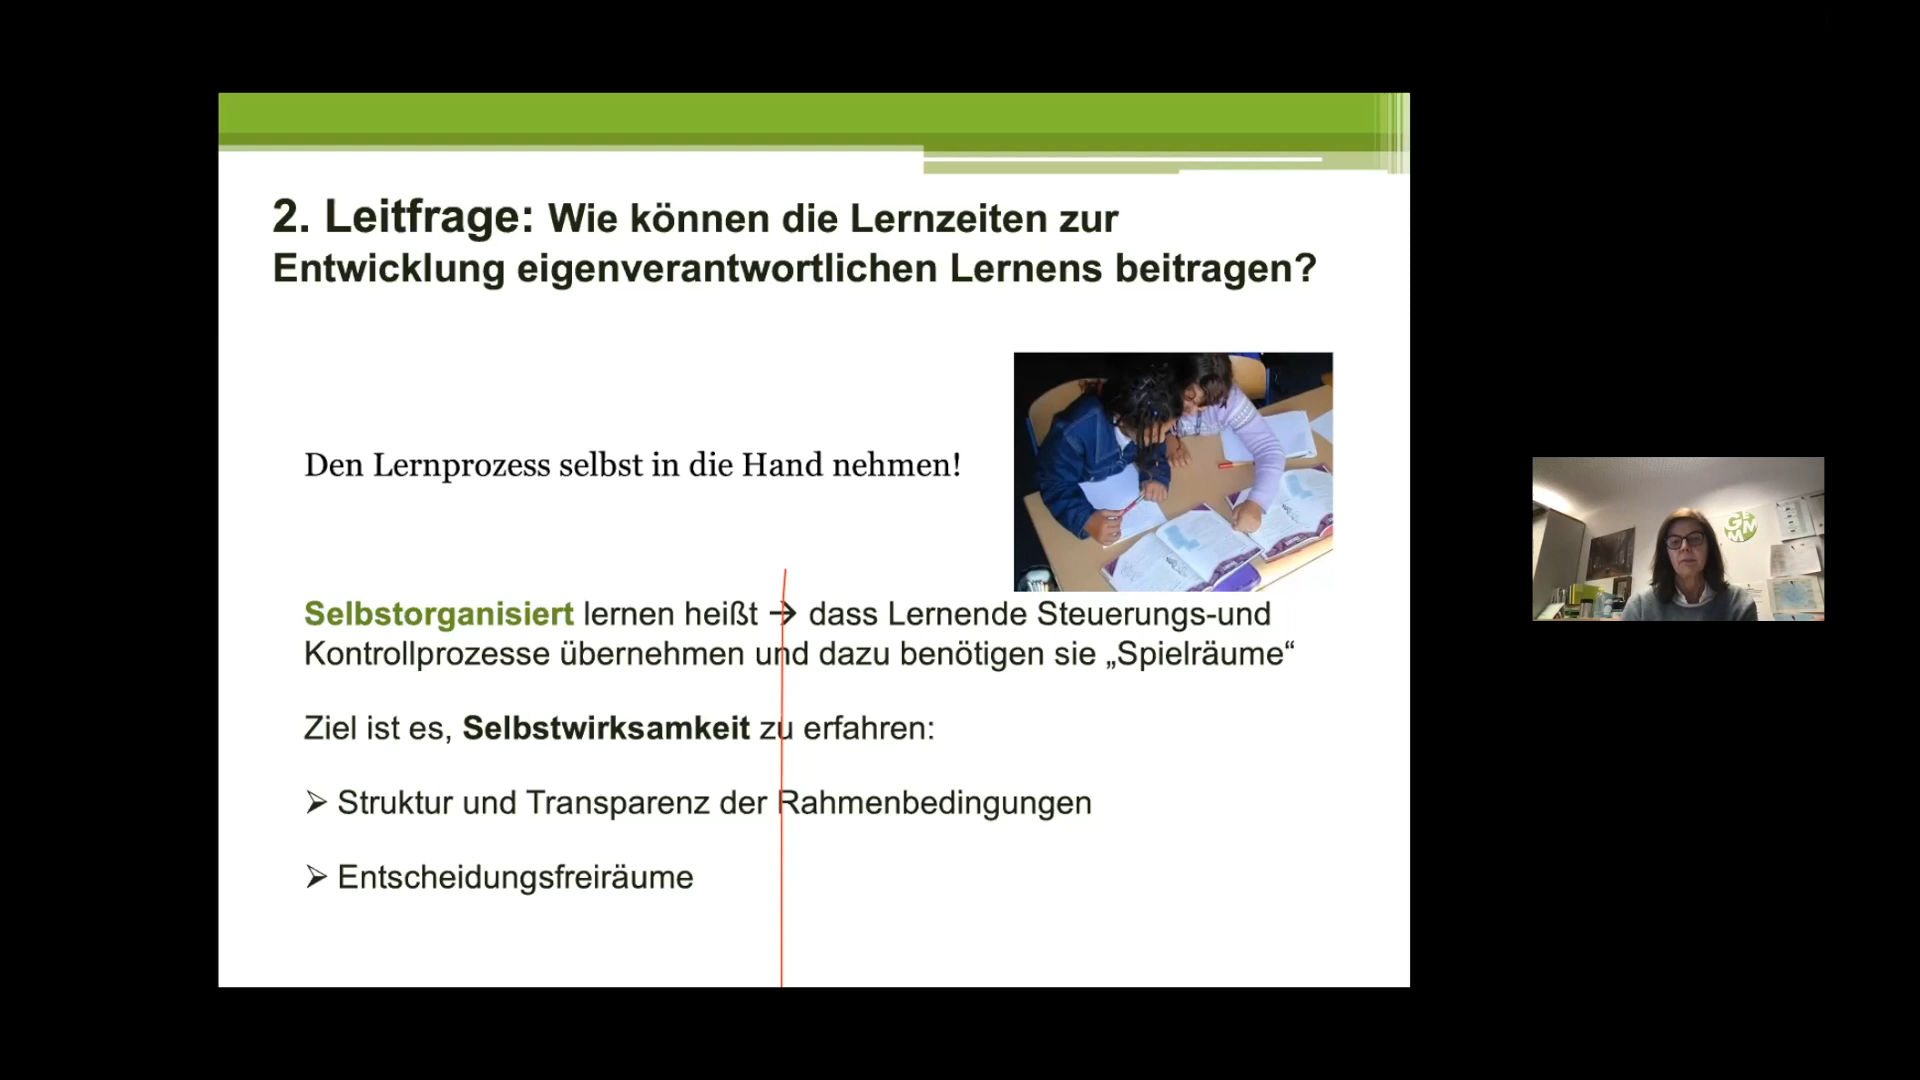 2. Leitfrage: Wie können die Lernzeiten zur
Entwicklung eigenverantwortlichen Lernens beitragen?
Den Lernprozess selbst in die Hand nehmen!
Selbstorganisiert lernen heißt → dass Lernende Steuerungs-und
Kontrollprozesse übernehmen und dazu benötigen sie „Spielräume“
Ziel ist es, Selbstwirksamkeit zu erfahren:
➢ Struktur und Transparenz der Rahmenbedingungen
➢ Entscheidungsfreiräume
GE
MM